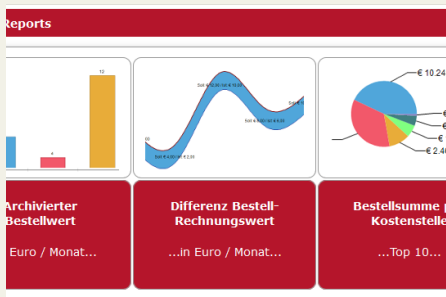 Reports
12
4
€ 10.24
€
€
€
€ 2.40
Archivierter
Bestellwert
Euro / Monat...
Differenz Bestell-
Rechnungswert
...in Euro / Monat...
Bestellsumme p
Kostenstelle
...Top 10...